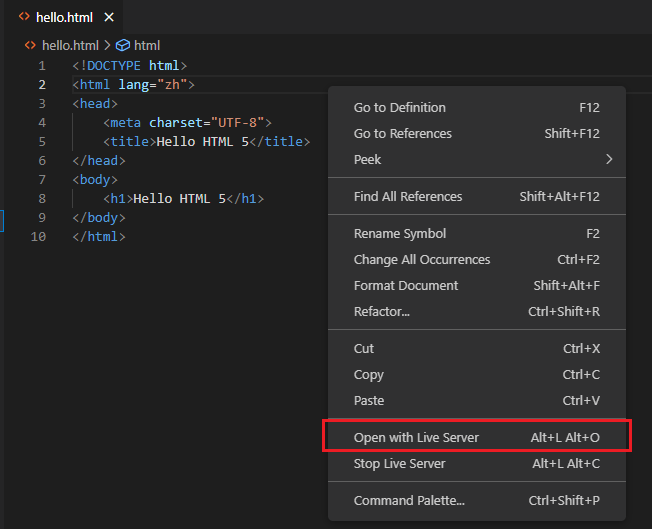 hello.html
hello.html > html
1 <!DOCTYPE html>
2 <html lang="zh">
3 <head>
4 <meta charset="UTF-8">
5 <title>Hello HTML 5</title>
6 </head>
7 <body>
8 <h1>Hello HTML 5</h1>
9 </body>
10 </html>
Go to Definition F12
Go to References Shift+F12
Peek
Find All References Shift+Alt+F12
Rename Symbol F2
Change All Occurrences Ctrl+F2
Format Document Shift+Alt+F
Refactor... Ctrl+Shift+R
Cut Ctrl+X
Copy Ctrl+C
Paste Ctrl+V
Open with Live Server Alt+L Alt+O
Stop Live Server Alt+L Alt+C
Command Palette... Ctrl+Shift+P